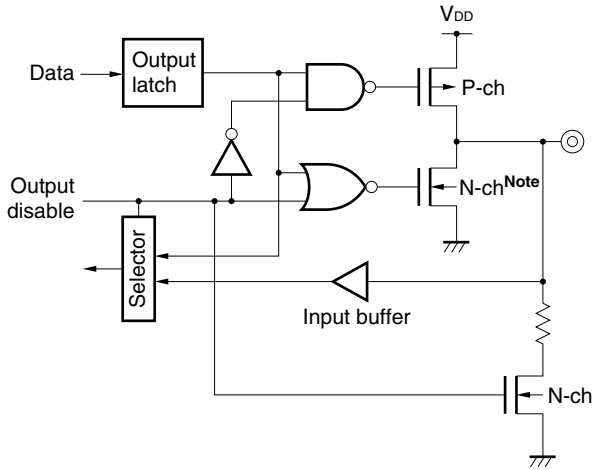 VDD
Data
Output
latch
P-ch
Output
disable
N-chNote
Selector
Input buffer
N-ch